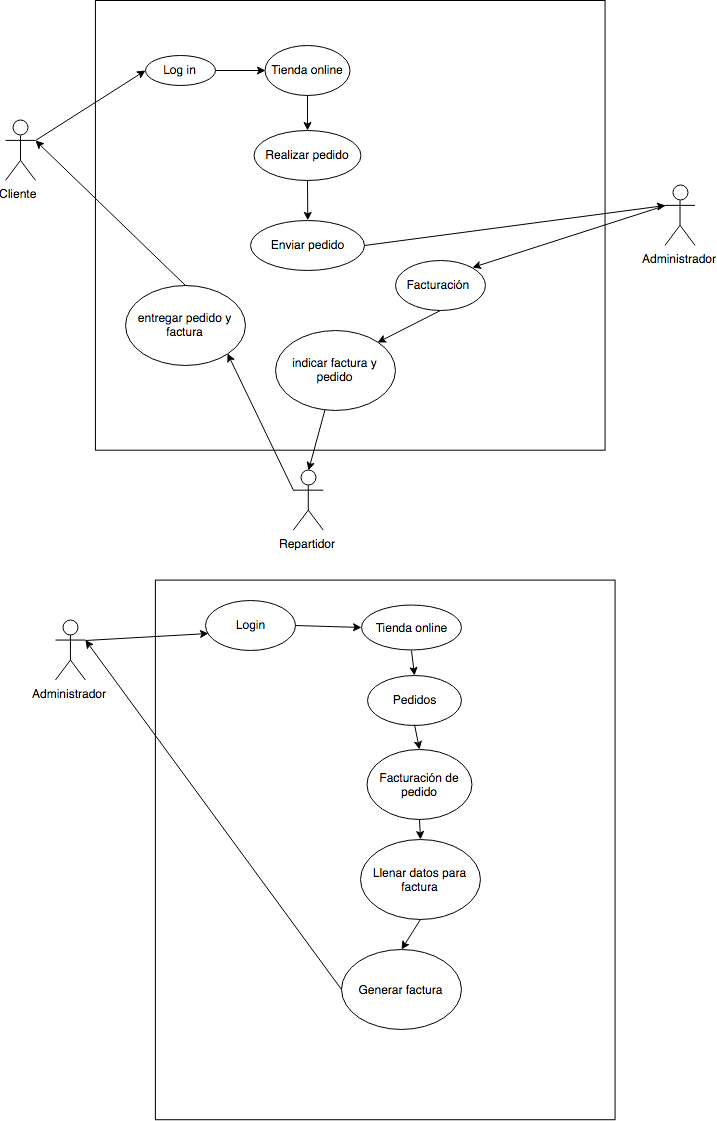 Log in
Tienda online
Realizar pedido
Cliente
Enviar pedido
Administrador
Facturación
entregar pedido y
factura
indicar factura y
pedido
Repartidor
Login
Tienda online
Administrador
Pedidos
Facturación de
pedido
Llenar datos para
factura
Generar factura